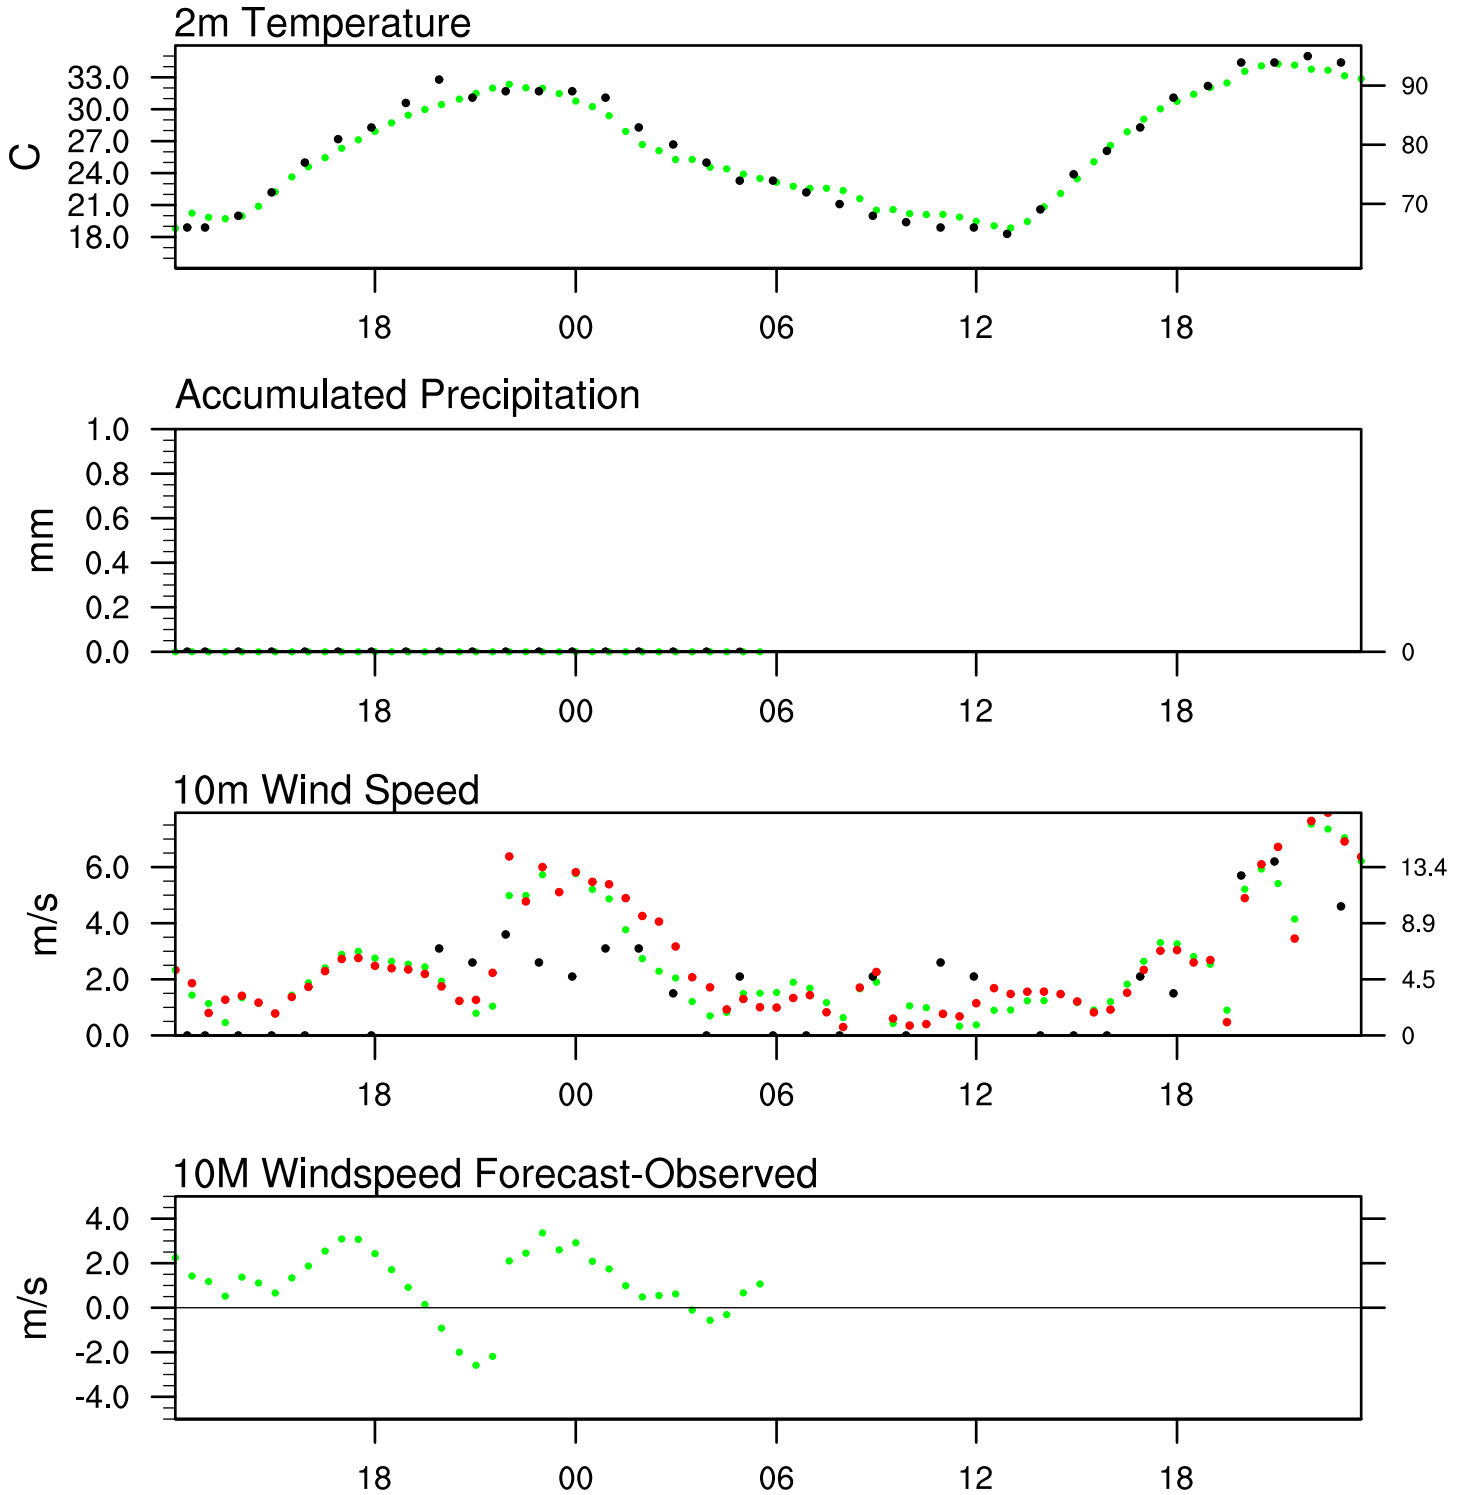 2m Temperature
33.0
30.0
27.0
24.0
21.0
18.0
C
90
80
70
18 00 06 12 18
Accumulated Precipitation
1.0
0.8
0.6
0.4
0.2
0.0
mm
0
18 00 06 12 18
10m Wind Speed
6.0
4.0
2.0
0.0
m/s
13.4
8.9
4.5
0
18 00 06 12 18
10M Windspeed Forecast-Observed
4.0
2.0
0.0
-2.0
-4.0
m/s
18 00 06 12 18